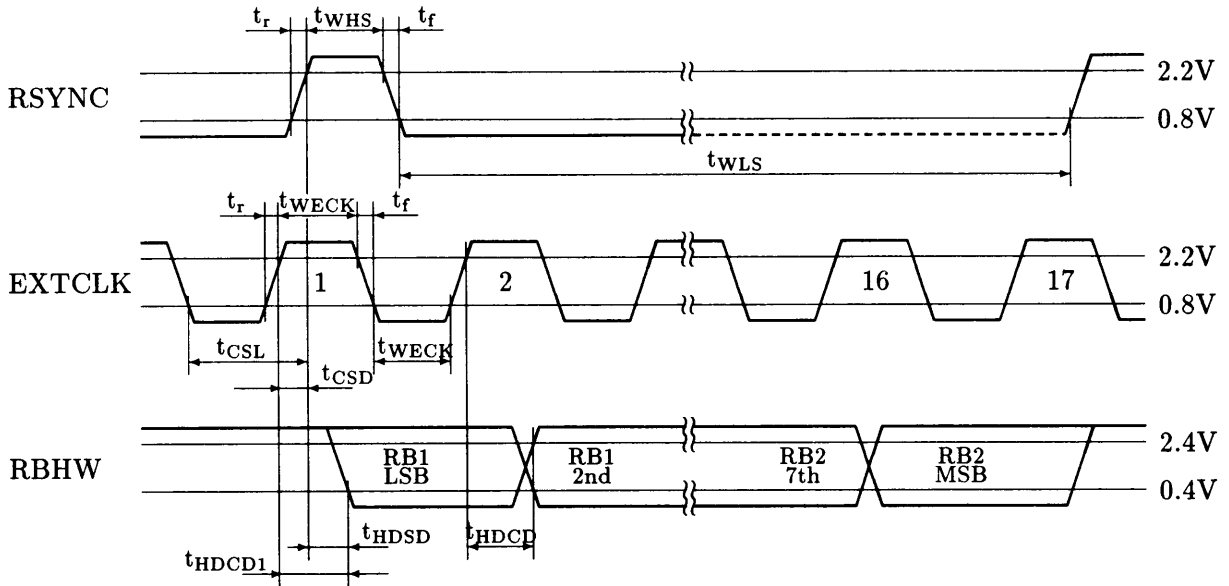 t_r t_WHS t_f
RSYNC
2.2V
0.8V
t_WLS
t_r t_WECK t_f
EXTCLK
1 2 16 17
2.2V
0.8V
t_CSL t_WECK
t_CSD
RBHW
RB1 RB1 RB2 RB2
LSB 2nd 7th MSB
2.4V
0.4V
t_HDSD t_HDCD
t_HDCD1